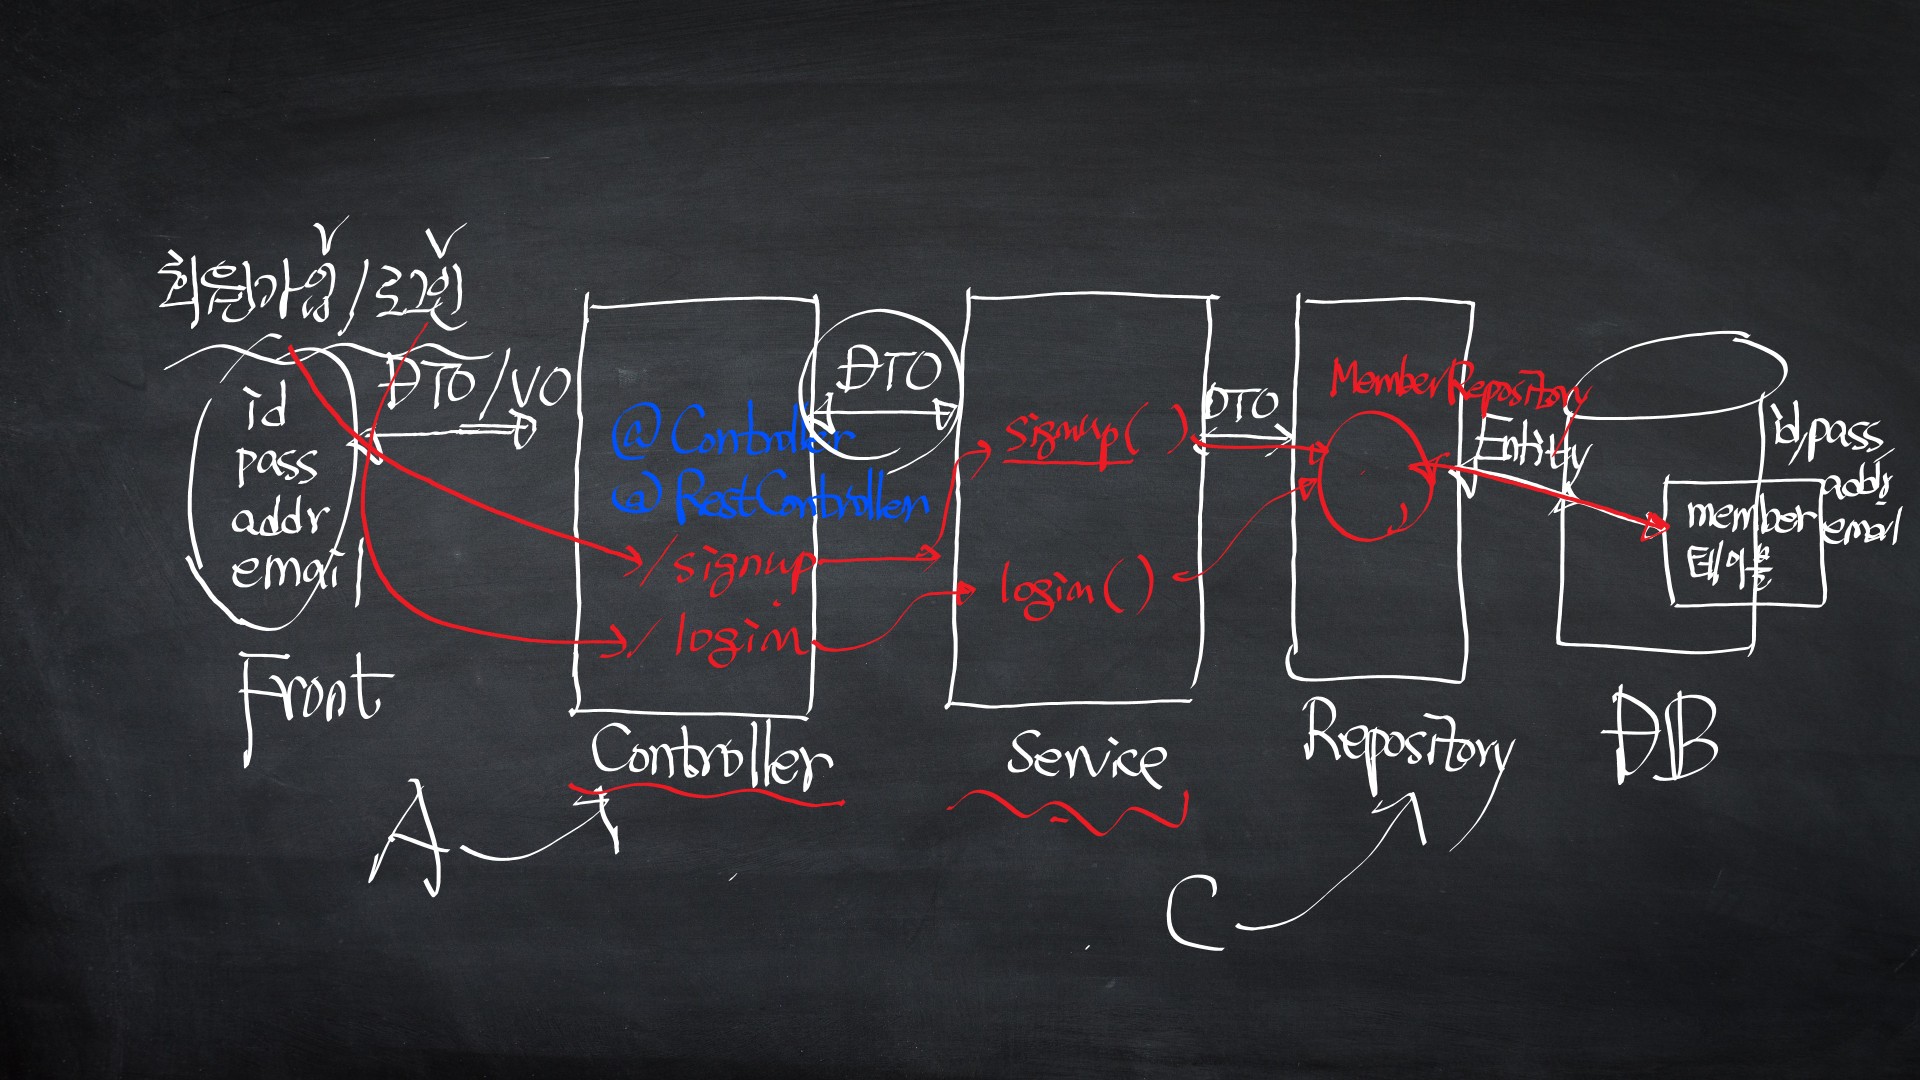 회원가입/로그인
id
pass
addr
email
Front
DTO/VO
@Controller
@RestController
/signup
/login
Controller
A
DTO
signup()
login()
Service
DTO
MemberRepository
Repository
C
Entity
id,pass
addr
email
member
테이블
DB